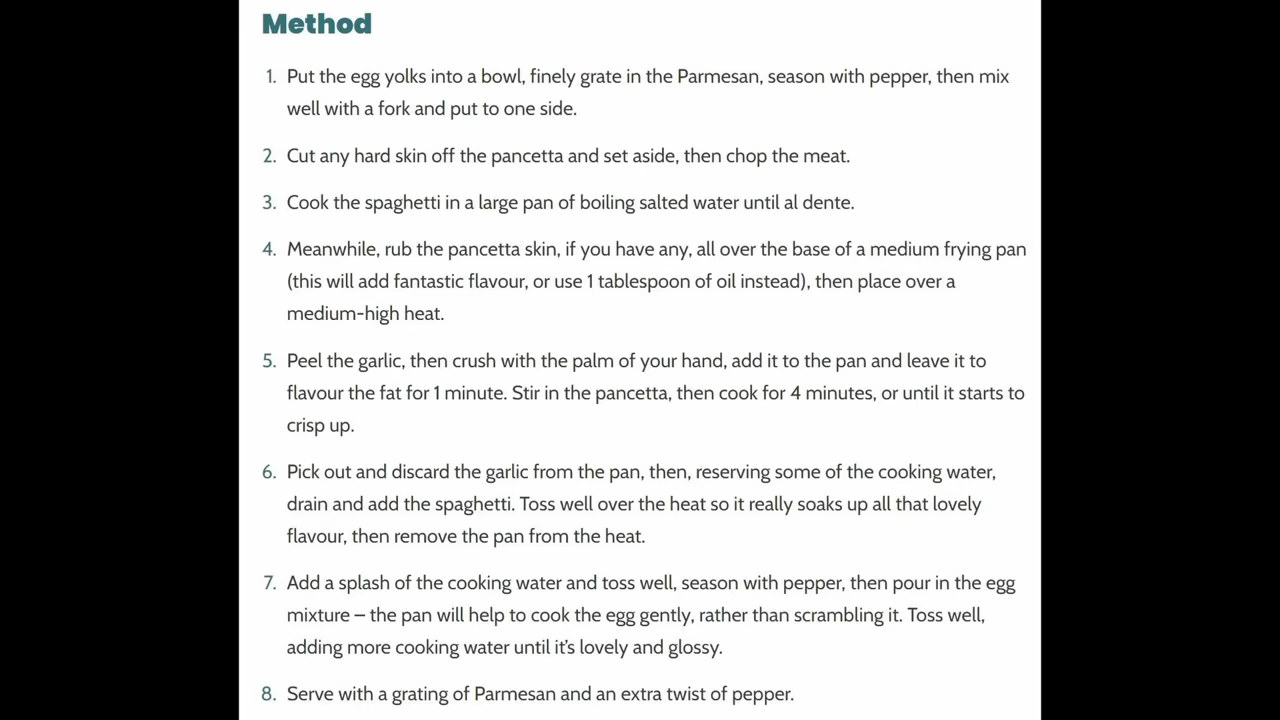 Method
1. Put the egg yolks into a bowl, finely grate in the Parmesan, season with pepper, then mix
well with a fork and put to one side.
2. Cut any hard skin off the pancetta and set aside, then chop the meat.
3. Cook the spaghetti in a large pan of boiling salted water until al dente.
4. Meanwhile, rub the pancetta skin, if you have any, all over the base of a medium frying pan
(this will add fantastic flavour, or use 1 tablespoon of oil instead), then place over a
medium-high heat.
5. Peel the garlic, then crush with the palm of your hand, add it to the pan and leave it to
flavour the fat for 1 minute. Stir in the pancetta, then cook for 4 minutes, or until it starts to
crisp up.
6. Pick out and discard the garlic from the pan, then, reserving some of the cooking water,
drain and add the spaghetti. Toss well over the heat so it really soaks up all that lovely
flavour, then remove the pan from the heat.
7. Add a splash of the cooking water and toss well, season with pepper, then pour in the egg
mixture – the pan will help to cook the egg gently, rather than scrambling it. Toss well,
adding more cooking water until it’s lovely and glossy.
8. Serve with a grating of Parmesan and an extra twist of pepper.